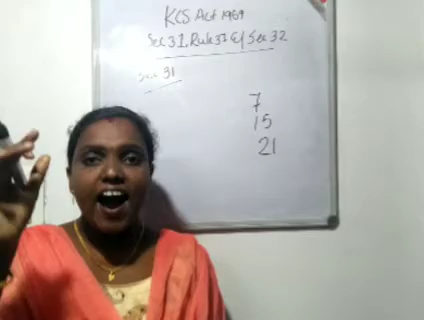 KCS Act 1969
Sec 31, Rule 37 & Sec 32
Sec 31
7
15
21